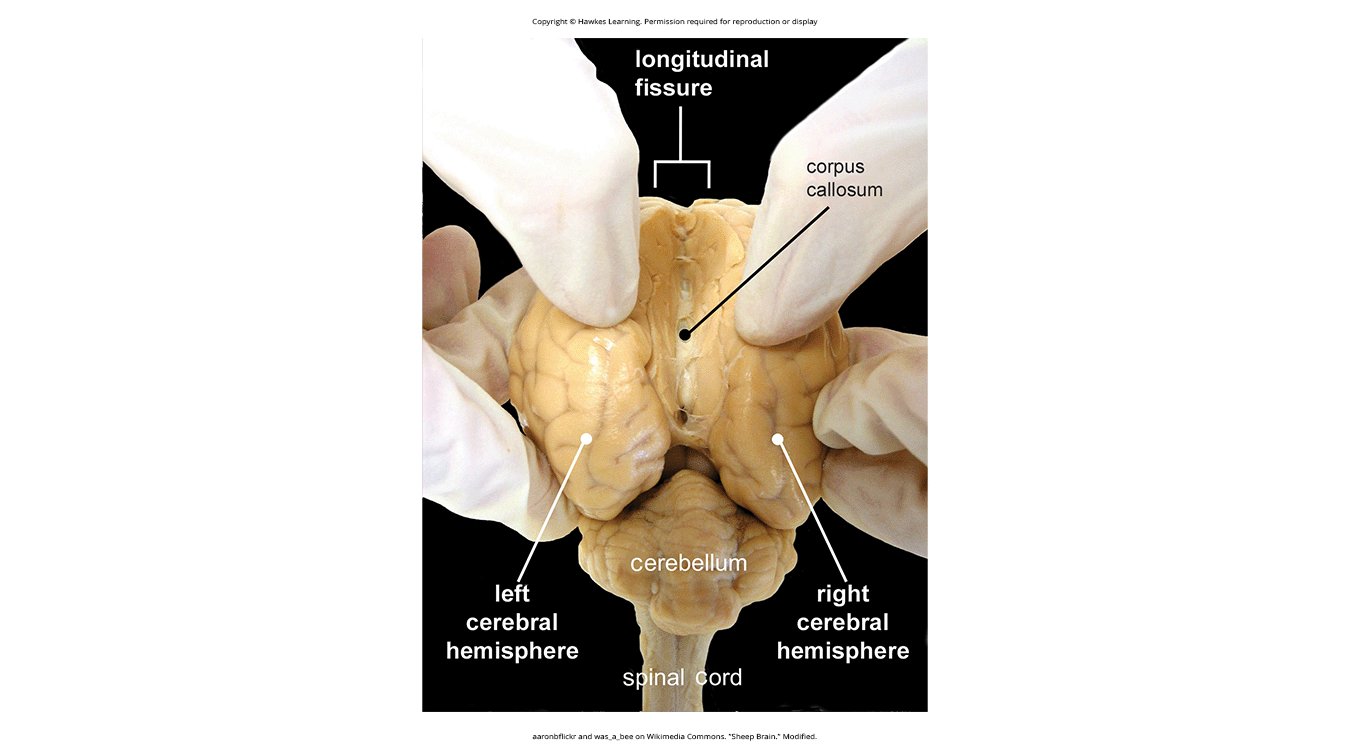 Copyright © Hawkes Learning. Permission required for reproduction or display
longitudinal
fissure
corpus
callosum
cerebellum
left
cerebral
hemisphere
right
cerebral
hemisphere
spinal cord
aaronbflickr and was_a_bee on Wikimedia Commons. "Sheep Brain." Modified.